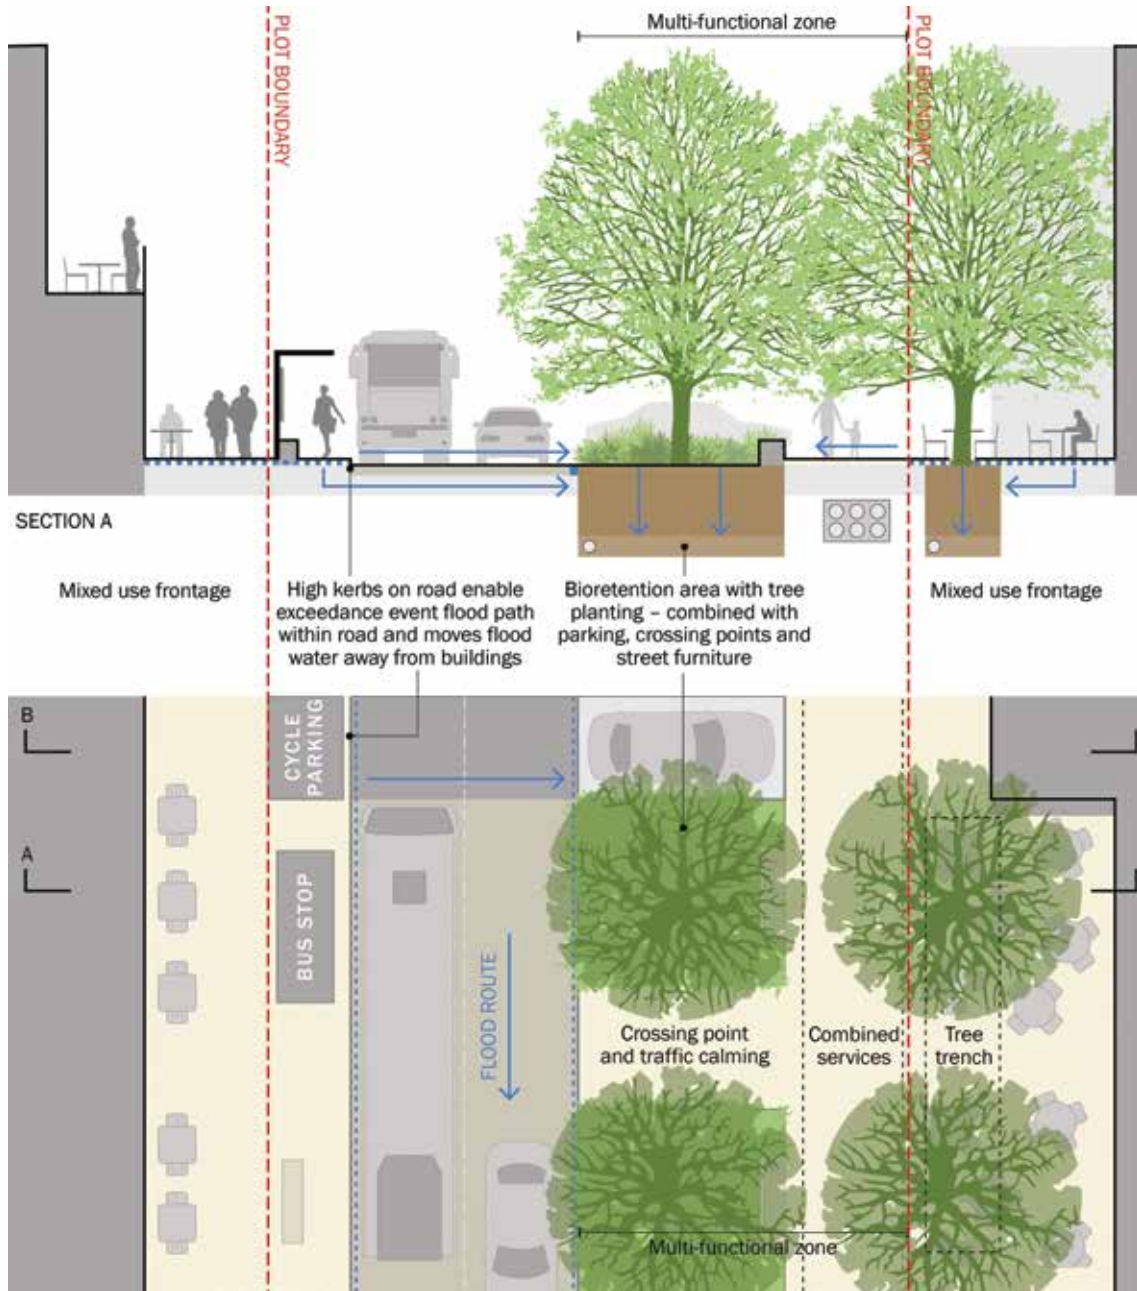 Multi-functional zone
PLOT BOUNDARY
PLOT BOUNDARY
SECTION A
Mixed use frontage
High kerbs on road enable
exceedance event flood path
within road and moves flood
water away from buildings
Bioretention area with tree
planting – combined with
parking, crossing points and
street furniture
Mixed use frontage
B
A
CYCLE
PARKING
BUS STOP
FLOOD ROUTE
Crossing point
and traffic calming
Combined
services
Tree
trench
Multi-functional zone